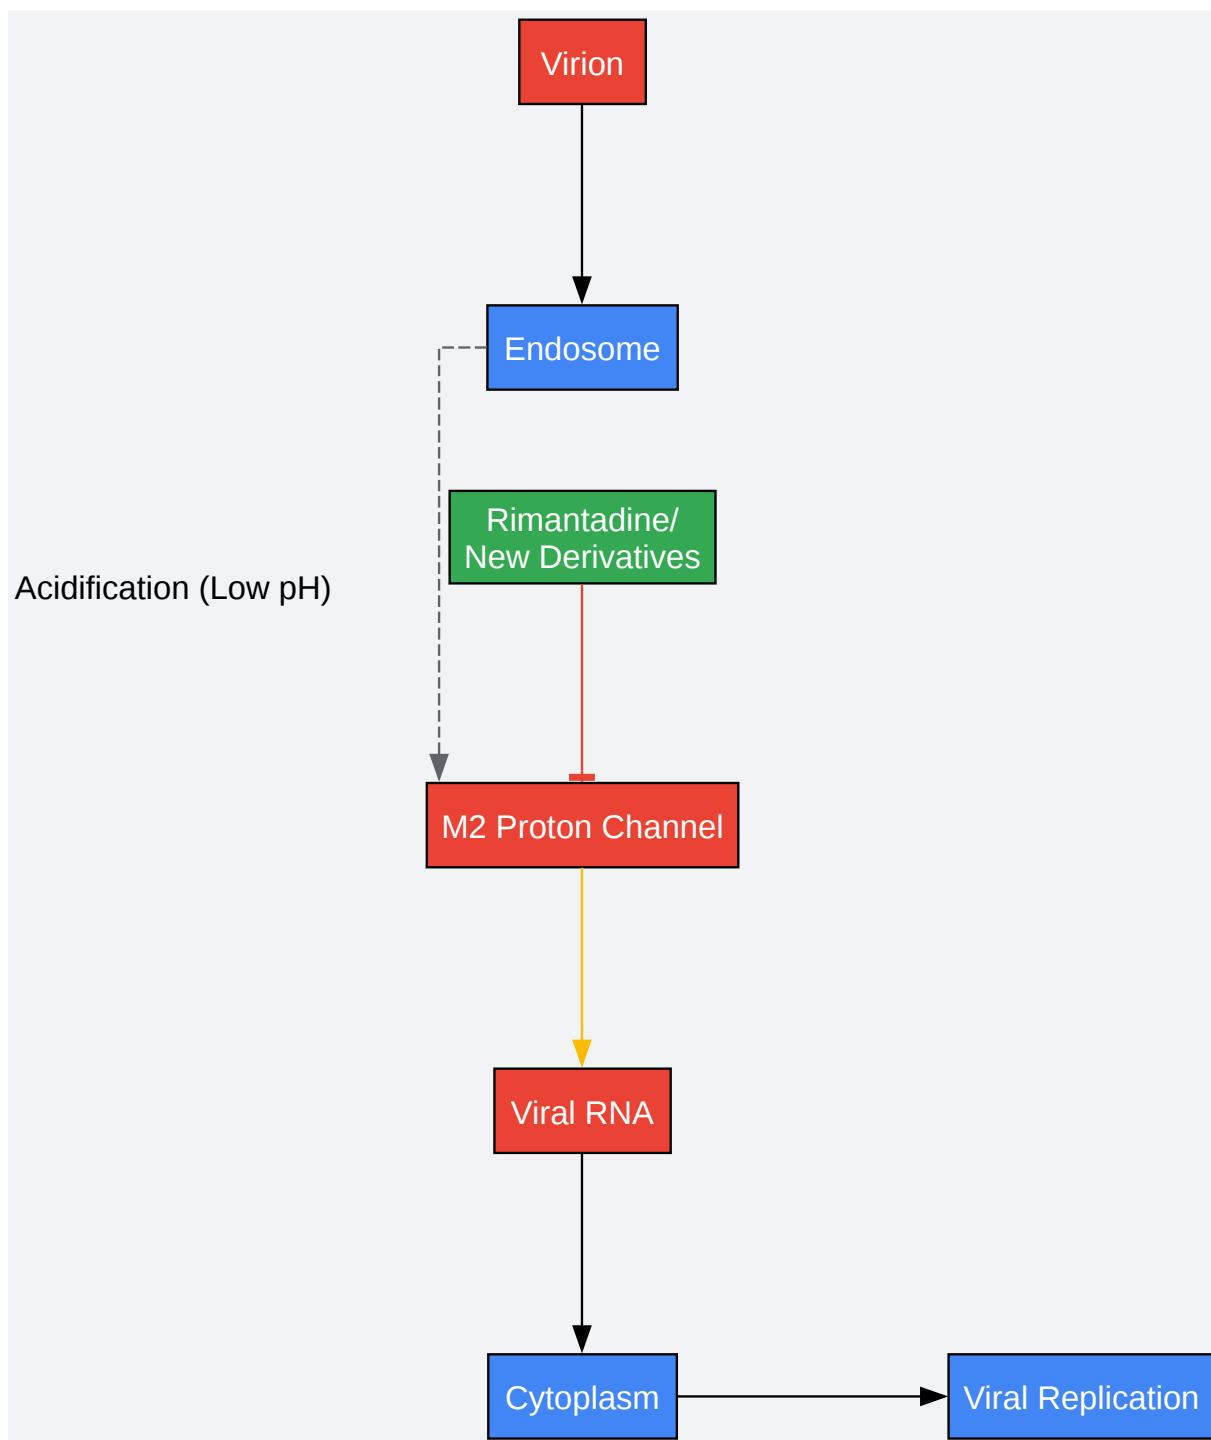 Virion
Endosome
Rimantadine/
New Derivatives
Acidification (Low pH)
M2 Proton Channel
Viral RNA
Cytoplasm
Viral Replication